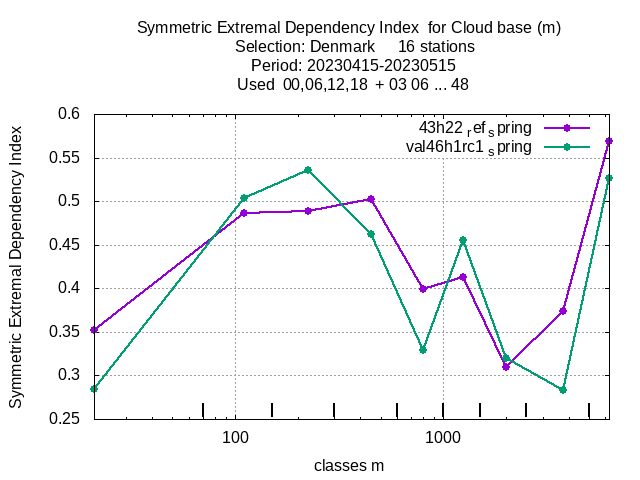 Symmetric Extremal Dependency Index  for Cloud base (m)
Selection: Denmark     16 stations
Period: 20230415-20230515
Used  00,06,12,18  + 03 06 ... 48
43h22 ref spring
val46h1rc1 spring
0.6
0.55
0.5
0.45
0.4
0.35
0.3
0.25
Symmetric Extremal Dependency Index
100 1000
classes m